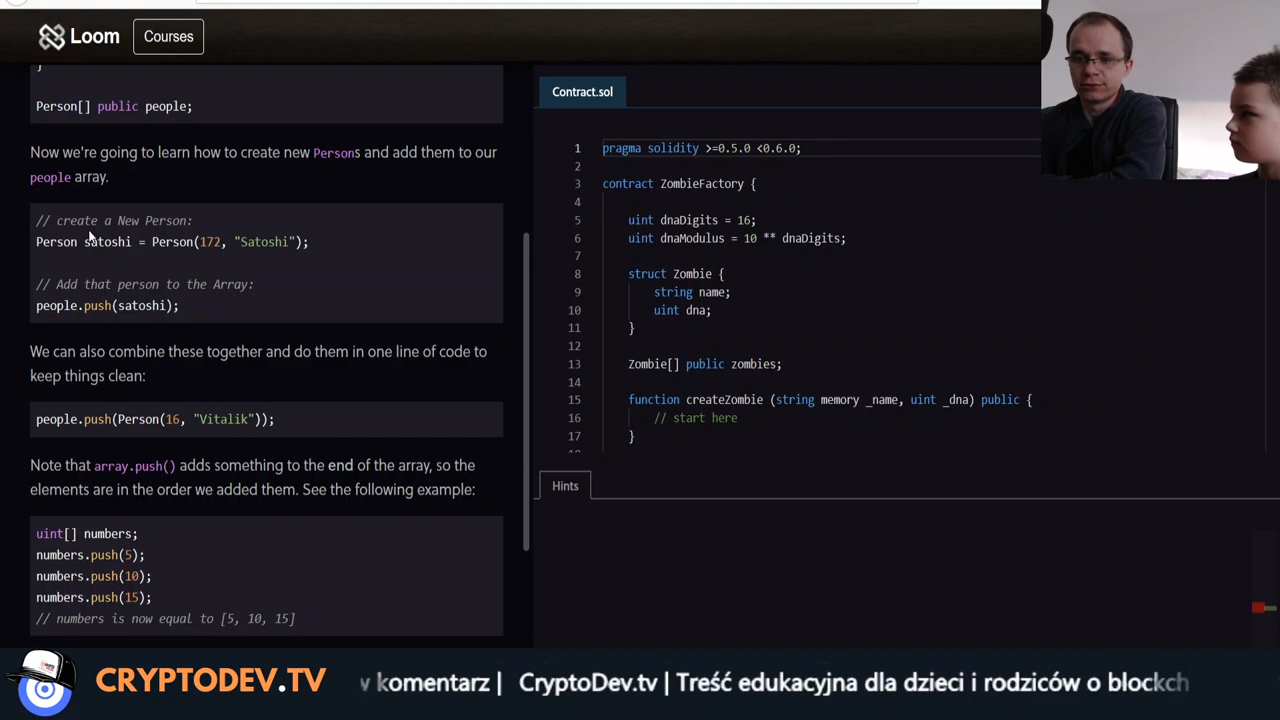 Loom
Courses
}
Person[] public people;
Now we're going to learn how to create new Persons and add them to our
people array.
// create a New Person:
Person satoshi = Person(172, "Satoshi");
// Add that person to the Array:
people.push(satoshi);
We can also combine these together and do them in one line of code to
keep things clean:
people.push(Person(16, "Vitalik"));
Note that array.push() adds something to the end of the array, so the
elements are in the order we added them. See the following example:
uint[] numbers;
numbers.push(5);
numbers.push(10);
numbers.push(15);
// numbers is now equal to [5, 10, 15]
Contract.sol
1 pragma solidity >=0.5.0 <0.6.0;
2
3 contract ZombieFactory {
4
5 uint dnaDigits = 16;
6 uint dnaModulus = 10 ** dnaDigits;
7
8 struct Zombie {
9 string name;
10 uint dna;
11 }
12
13 Zombie[] public zombies;
14
15 function createZombie (string memory _name, uint _dna) public {
16 // start here
17 }
Hints
CRYPTODEV.TV
w komentarz | CryptoDev.tv | Treść edukacyjna dla dzieci i rodziców o blockch